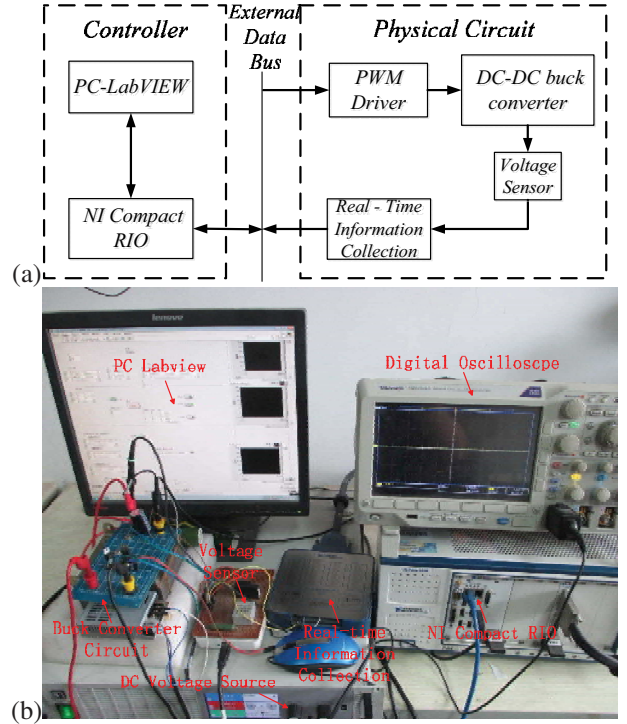 Controller
External
Data
Bus
Physical Circuit
PC-LabVIEW
PWM
Driver
DC-DC buck
converter
Voltage
Sensor
NI Compact
RIO
Real - Time
Information
Collection
(a)
lenovo
PC Labview
Digital Oscilloscpe
Tektronix
Voltage
Sensor
Buck Converter
Circuit
Real-time
Information
Collection
NI Compact RIO
DC Voltage Source
(b)